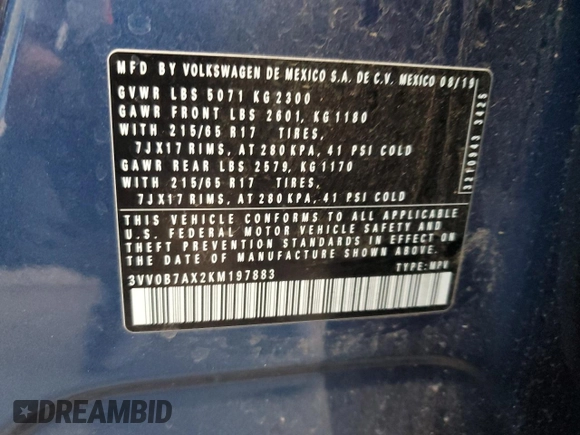 MFD BY VOLKSWAGEN DE MEXICO S.A. DE C.V. MEXICO 08/19
GVWR LBS 5071 KG 2300
GAWR FRONT LBS 2601, KG 1180
WITH 215/65 R17 TIRES,
7JX17 RIMS, AT 280 KPA, 41 PSI COLD
GAWR REAR LBS 2579, KG 1170
WITH 215/65 R17 TIRES,
7JX17 RIMS, AT 280 KPA, 41 PSI COLD
THIS VEHICLE CONFORMS TO ALL APPLICABLE
U.S. FEDERAL MOTOR VEHICLE SAFETY AND
THEFT PREVENTION STANDARDS IN EFFECT ON
THE DATE OF MANUFACTURE SHOWN ABOVE.
3VV0B7AX2KM197883 TYPE: MPV
DREAMBID